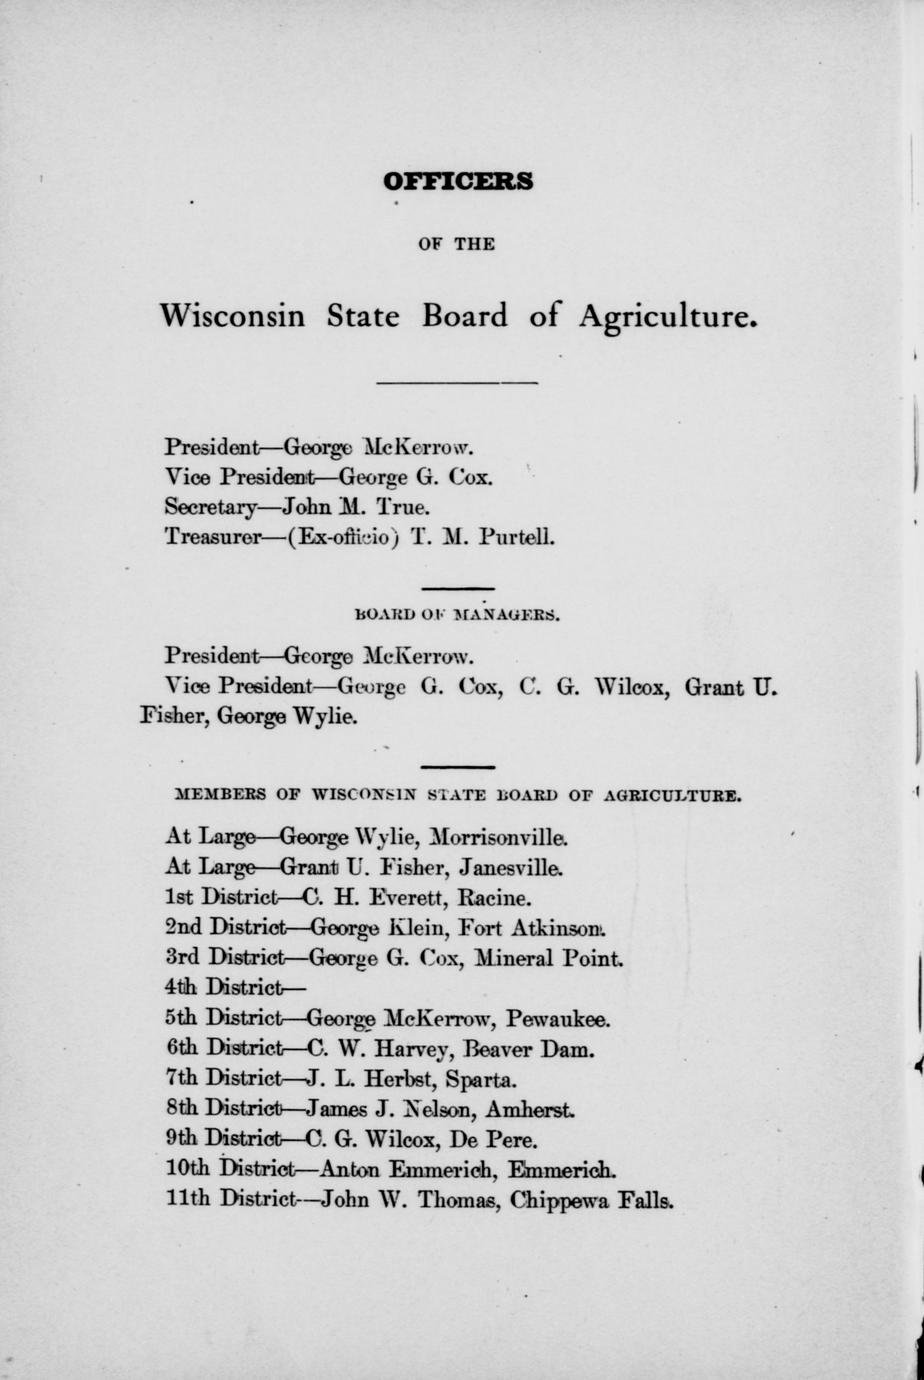 OFFICERS
OF THE
Wisconsin State Board of Agriculture.
President—George McKerrow.
Vice President—George G. Cox.
Secretary—John M. True.
Treasurer—(Ex-officio) T. M. Purtell.
BOARD OF MANAGERS.
President—George McKerrow.
Vice President—George G. Cox, C. G. Wilcox, Grant U.
Fisher, George Wylie.
MEMBERS OF WISCONSIN STATE BOARD OF AGRICULTURE.
At Large—George Wylie, Morrisonville.
At Large—Grant U. Fisher, Janesville.
1st District—C. H. Everett, Racine.
2nd District—George Klein, Fort Atkinson.
3rd District—George G. Cox, Mineral Point.
4th District—
5th District—George McKerrow, Pewaukee.
6th District—C. W. Harvey, Beaver Dam.
7th District—J. L. Herbst, Sparta.
8th District—James J. Nelson, Amherst.
9th District—C. G. Wilcox, De Pere.
10th District—Anton Emmerich, Emmerich.
11th District—John W. Thomas, Chippewa Falls.